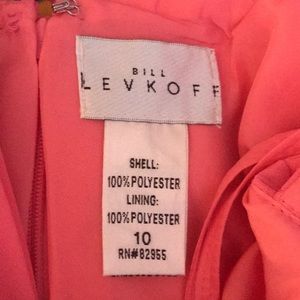 BILL
LEVKOFF
SHELL:
100% POLYESTER
LINING:
100% POLYESTER
10
RN#82955